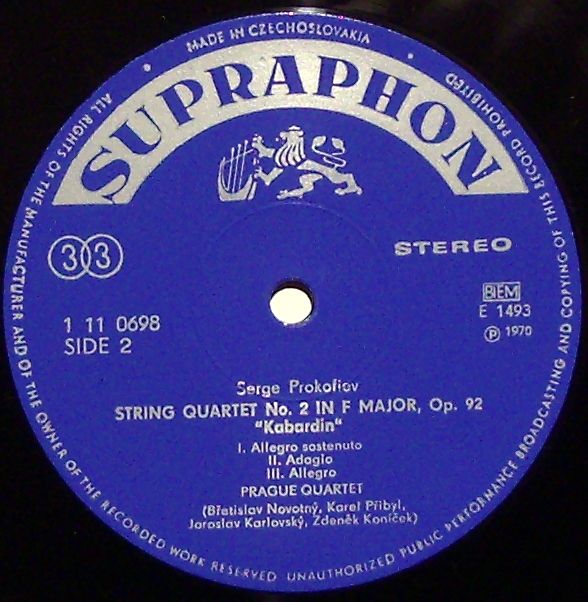 MADE IN CZECHOSLOVAKIA
SUPRAPHON
33
STEREO
BIEM
1 11 0698
E 1493
SIDE 2
Ⓟ 1970
Serge Prokofiev
STRING QUARTET No. 2 IN F MAJOR, Op. 92
"Kabardin"
I. Allegro sostenuto
II. Adagio
III. Allegro
PRAGUE QUARTET
(Břetislav Novotný, Karel Přibyl,
Jaroslav Karlovský, Zdeněk Koníček)
ALL RIGHTS OF THE MANUFACTURER AND OF THE OWNER OF THE RECORDED WORK RESERVED UNAUTHORIZED PUBLIC PERFORMANCE BROADCASTING AND COPYING OF THIS RECORD PROHIBITED